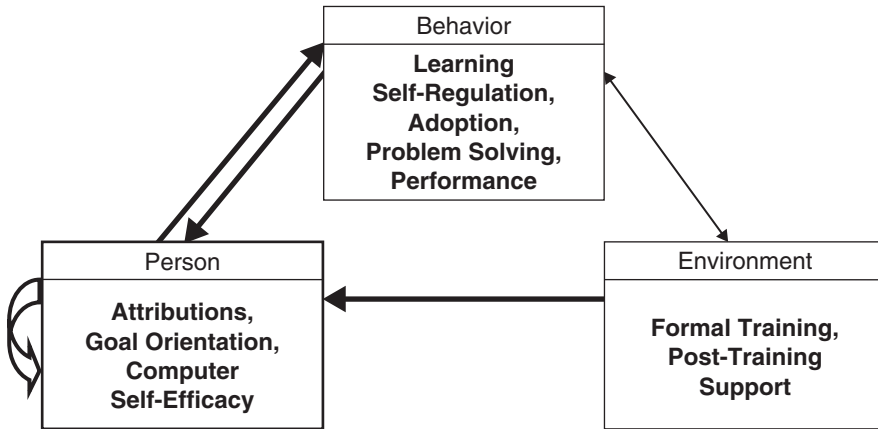 Behavior
Learning
Self-Regulation,
Adoption,
Problem Solving,
Performance
Person
Attributions,
Goal Orientation,
Computer
Self-Efficacy
Environment
Formal Training,
Post-Training
Support